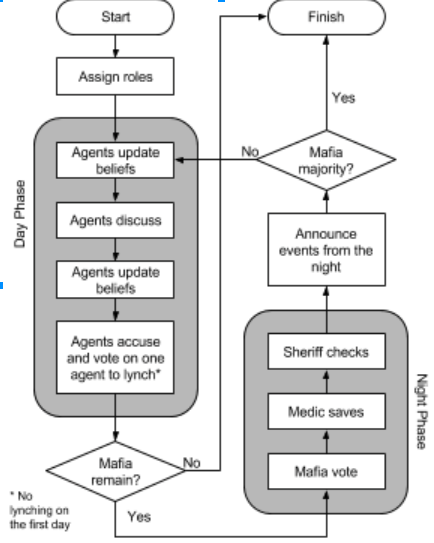 Start
Assign roles
Day Phase
Agents update
beliefs
Agents discuss
Agents update
beliefs
Agents accuse
and vote on one
agent to lynch*
Mafia
remain?
No
Yes
* No
lynching on
the first day
Night Phase
Mafia vote
Medic saves
Sheriff checks
Announce
events from the
night
Mafia
majority?
No
Yes
Finish